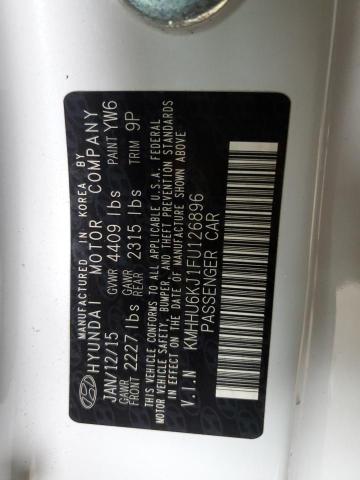 MANUFACTURED IN KOREA BY
HYUNDAI MOTOR COMPANY
JAN/12/15 GVWR 4409 lbs PAINT YW6
GAWR FRONT 2227 lbs GAWR REAR 2315 lbs TRIM 9P
THIS VEHICLE CONFORMS TO ALL APPLICABLE U.S.A. FEDERAL
MOTOR VEHICLE SAFETY, BUMPER, AND THEFT PREVENTION STANDARDS
IN EFFECT ON THE DATE OF MANUFACTURE SHOWN ABOVE
V.I.N KMHHU6KJ1FU126896
PASSENGER CAR